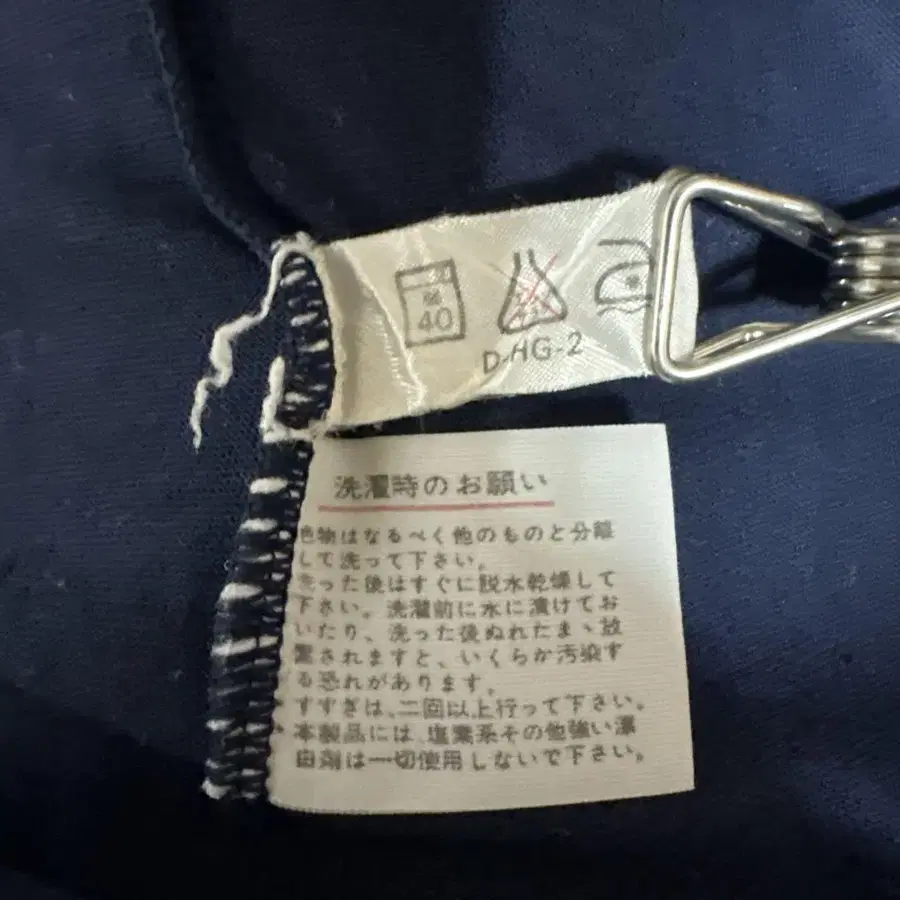 40
D-HG-2
洗濯時のお願い
色物はなるべく他のものと分離
して洗って下さい。
洗った後はすぐに脱水乾燥して
下さい。洗濯前に水に漬けてお
いたり、洗った後ぬれたまゝ放
置されますと、いくらか汚染す
る恐れがあります。
すすぎは、二回以上行って下さい。
本製品には、塩素系その他強い漂
白剤は一切使用しないで下さい。